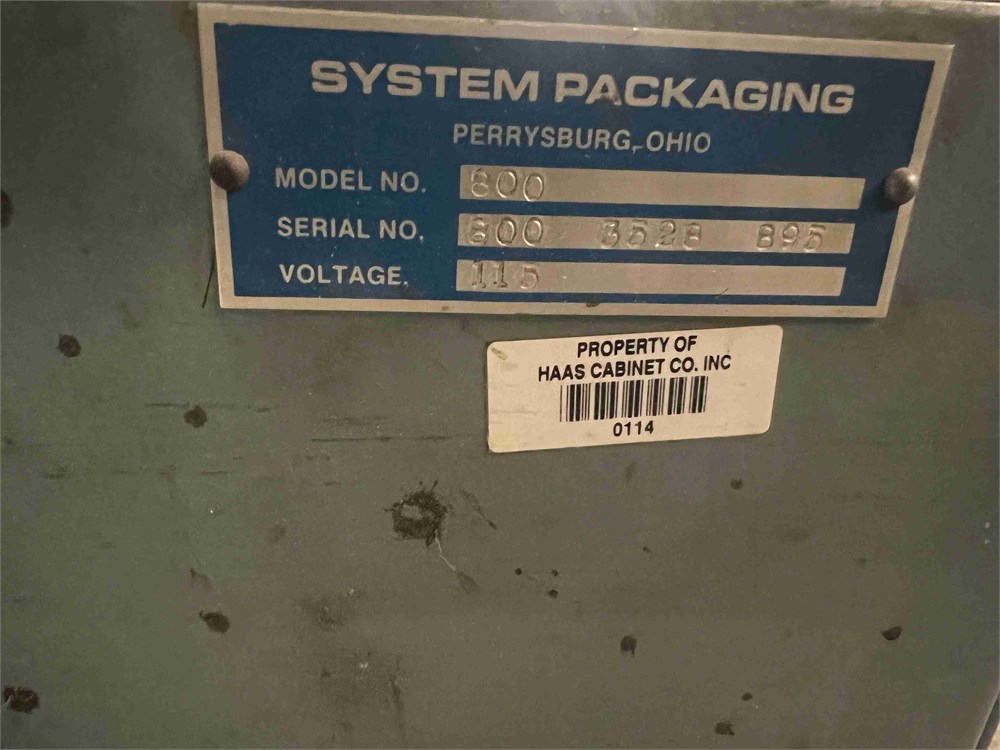 SYSTEM PACKAGING
PERRYSBURG, OHIO
MODEL NO. 800
SERIAL NO. 800 3528 895
VOLTAGE. 115
PROPERTY OF
HAAS CABINET CO. INC
0114